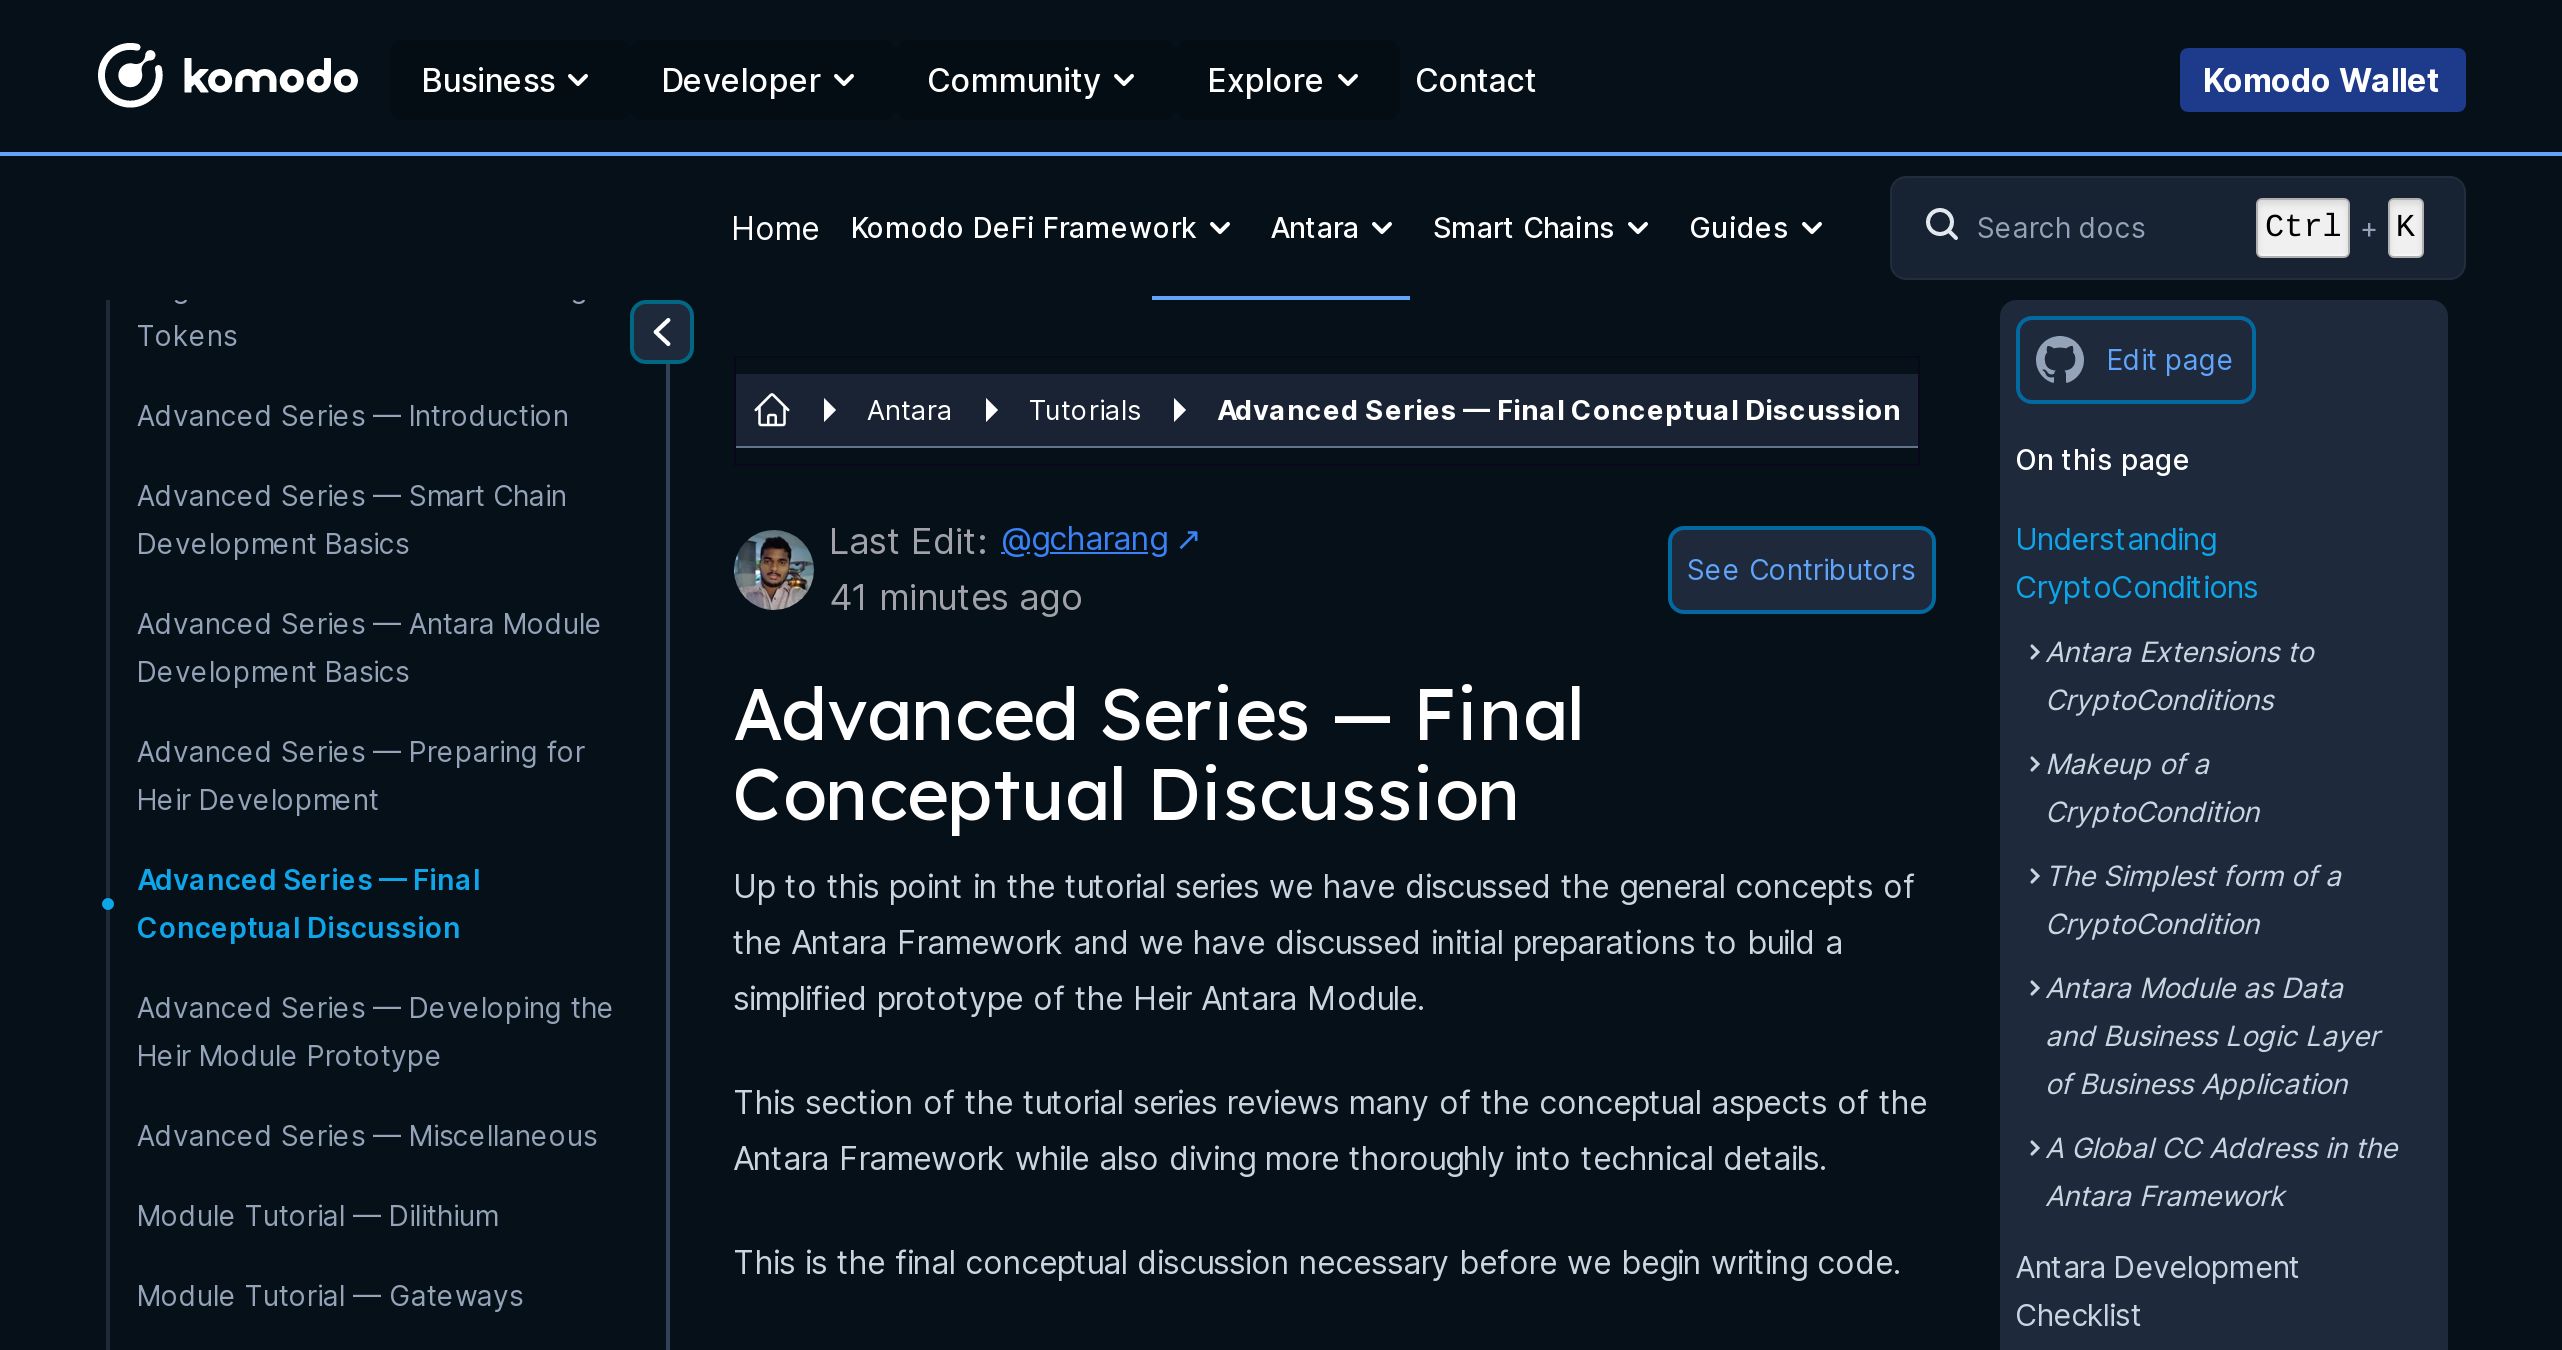 komodo
Business
Developer
Community
Explore
Contact
Komodo Wallet
Home
Komodo DeFi Framework
Antara
Smart Chains
Guides
Search docs
Ctrl + K
Tokens
Advanced Series — Introduction
Advanced Series — Smart Chain
Development Basics
Advanced Series — Antara Module
Development Basics
Advanced Series — Preparing for
Heir Development
Advanced Series — Final
Conceptual Discussion
Advanced Series — Developing the
Heir Module Prototype
Advanced Series — Miscellaneous
Module Tutorial — Dilithium
Module Tutorial — Gateways
Antara
Tutorials
Advanced Series — Final Conceptual Discussion
Last Edit: @gcharang ↗
41 minutes ago
See Contributors
Advanced Series — Final
Conceptual Discussion
Up to this point in the tutorial series we have discussed the general concepts of
the Antara Framework and we have discussed initial preparations to build a
simplified prototype of the Heir Antara Module.
This section of the tutorial series reviews many of the conceptual aspects of the
Antara Framework while also diving more thoroughly into technical details.
This is the final conceptual discussion necessary before we begin writing code.
Edit page
On this page
Understanding
CryptoConditions
Antara Extensions to
CryptoConditions
Makeup of a
CryptoCondition
The Simplest form of a
CryptoCondition
Antara Module as Data
and Business Logic Layer
of Business Application
A Global CC Address in the
Antara Framework
Antara Development
Checklist